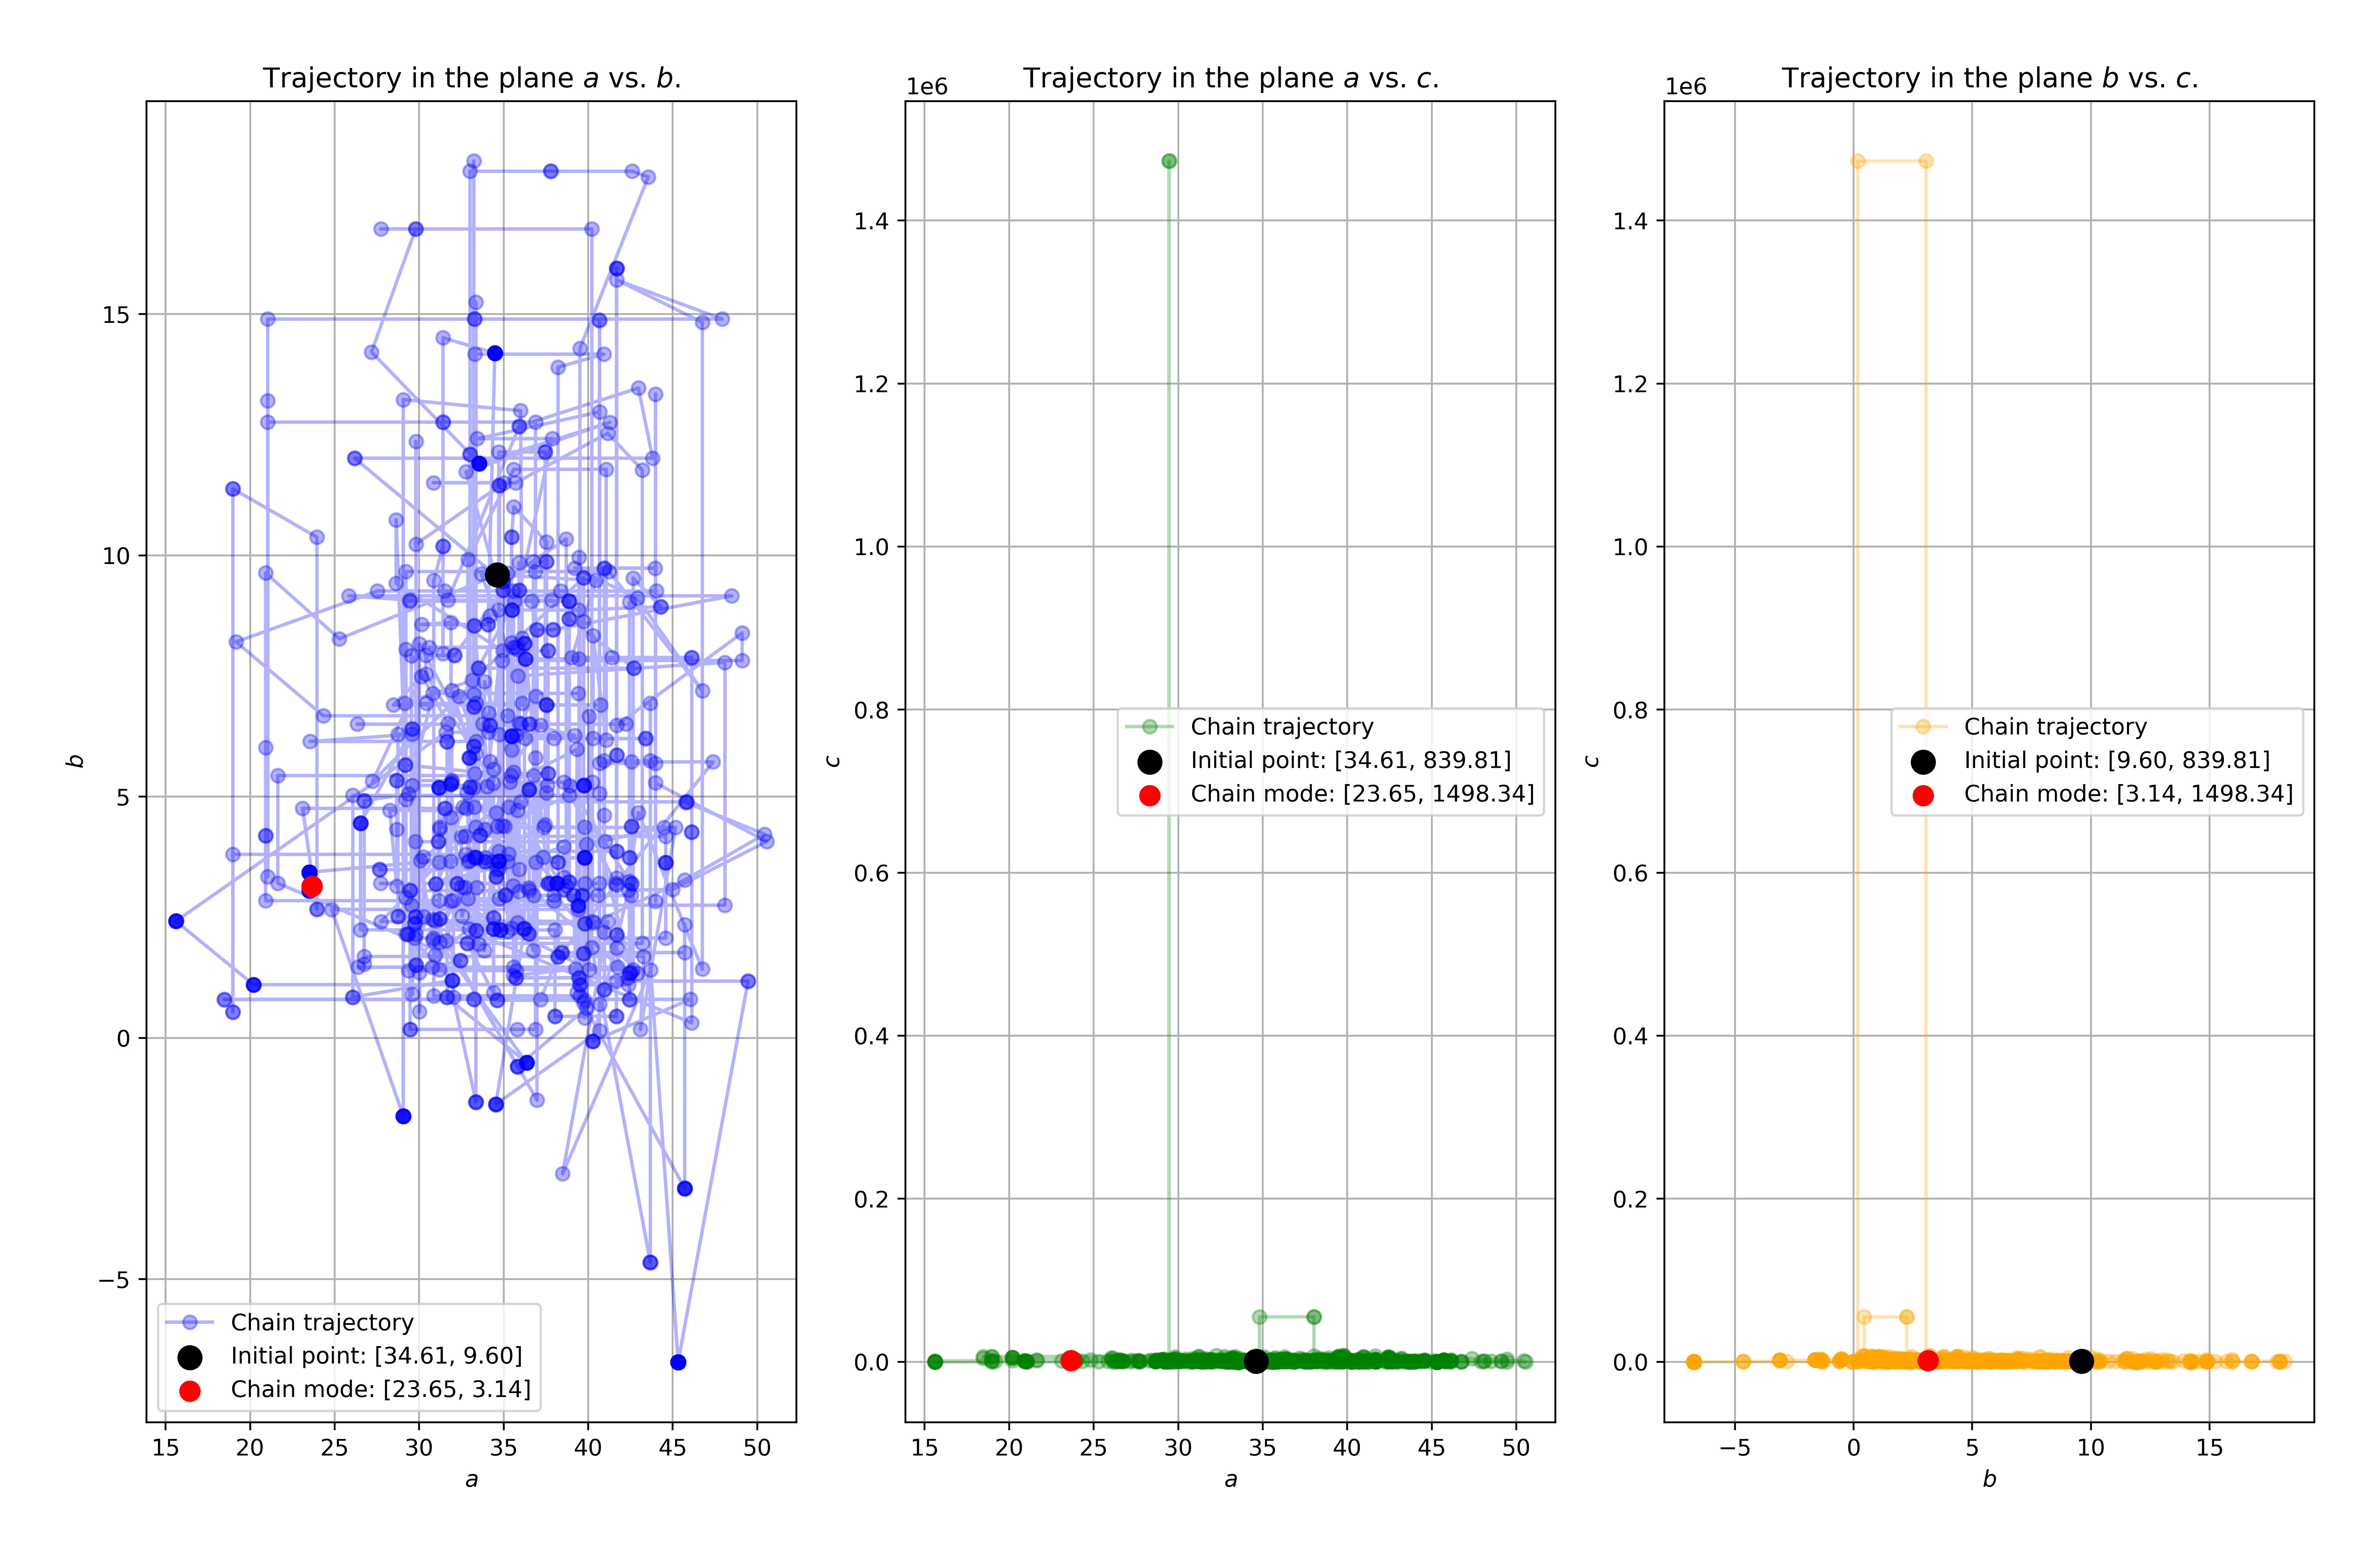 Trajectory in the plane a vs. b.
15
10
5
0
−5
b
15 20 25 30 35 40 45 50
a
Chain trajectory
Initial point: [34.61, 9.60]
Chain mode: [23.65, 3.14]
Trajectory in the plane a vs. c.
1e6
1.4
1.2
1.0
0.8
0.6
0.4
0.2
0.0
c
15 20 25 30 35 40 45 50
a
Chain trajectory
Initial point: [34.61, 839.81]
Chain mode: [23.65, 1498.34]
Trajectory in the plane b vs. c.
1e6
1.4
1.2
1.0
0.8
0.6
0.4
0.2
0.0
c
−5 0 5 10 15
b
Chain trajectory
Initial point: [9.60, 839.81]
Chain mode: [3.14, 1498.34]